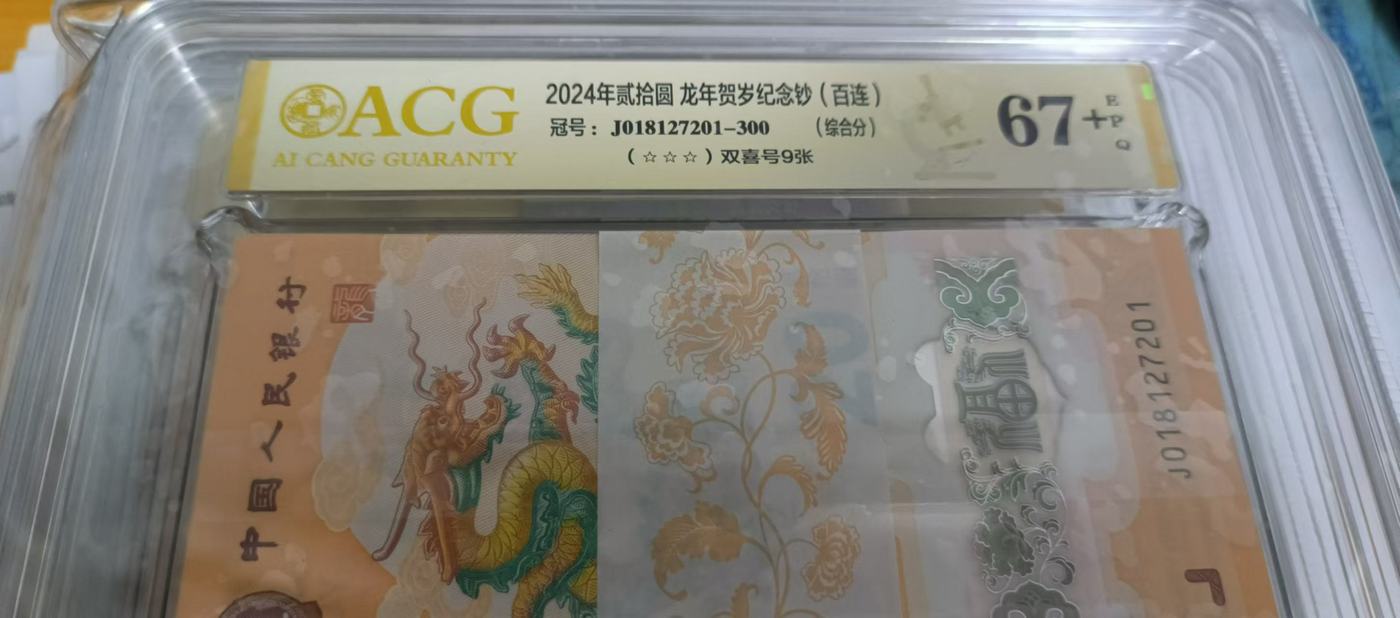 ACG
AI CANG GUARANTY
2024年贰拾圆 龙年贺岁纪念钞(百连)
冠号:J018127201-300 (综合分)
(☆☆☆)双喜号9张
67+
EPQ
中国人民银行
福
J018127201